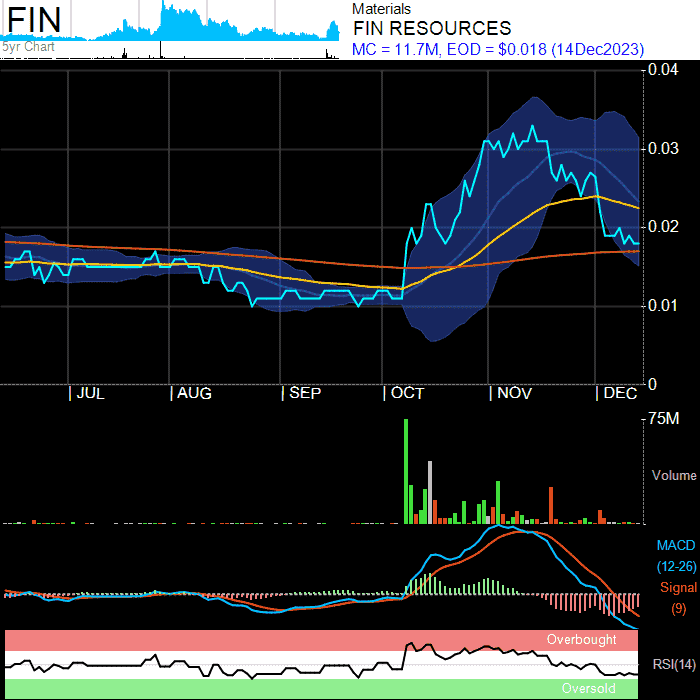 FIN
5yr Chart
Materials
FIN RESOURCES
MC = 11.7M, EOD = $0.018 (14Dec2023)
0.04
0.03
0.02
0.01
0
JUL AUG SEP OCT NOV DEC
75M
Volume
MACD
(12-26)
Signal
(9)
Overbought
RSI(14)
Oversold